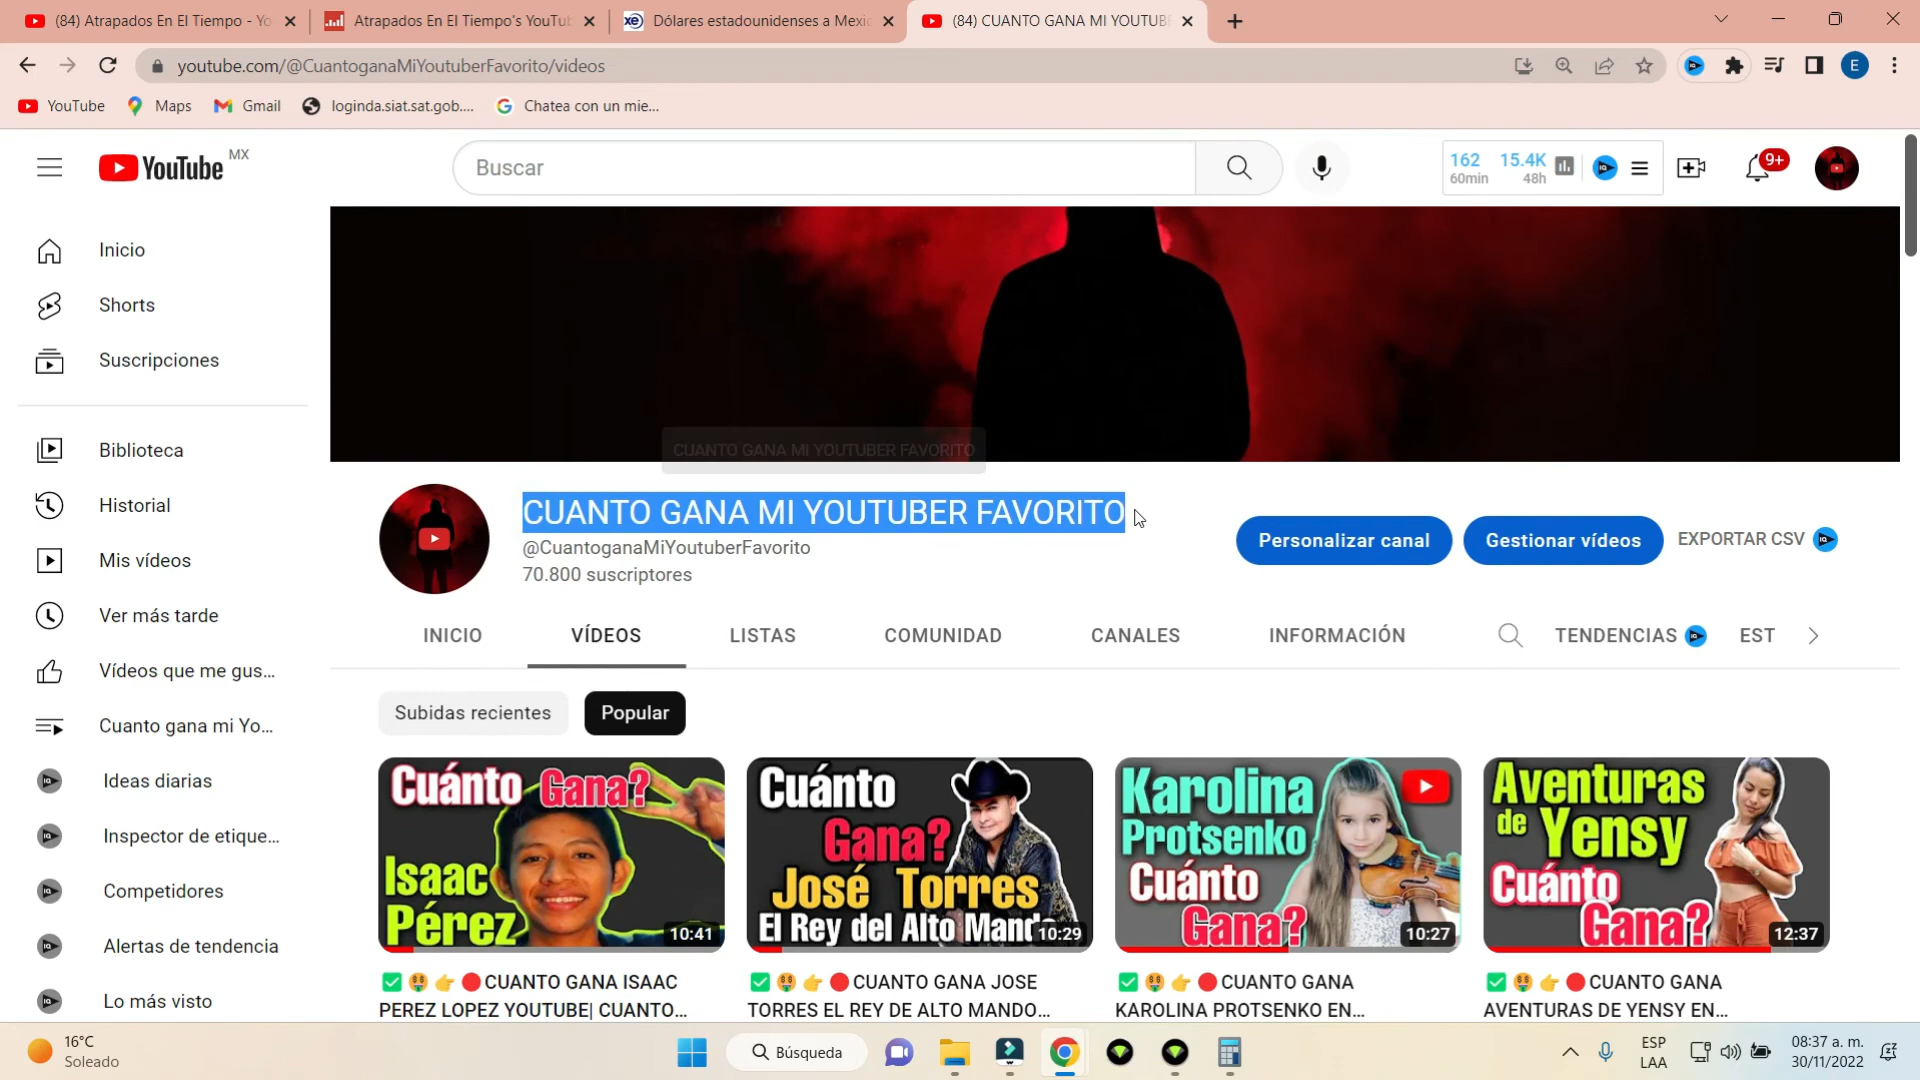 (84) Atrapados En El Tiempo - Yo
Atrapados En El Tiempo's YouTub
Dólares estadounidenses a Mexic
(84) CUANTO GANA MI YOUTUBE
youtube.com/@CuantoganaMiYoutuberFavorito/videos
E
YouTube
Maps
Gmail
loginda.siat.sat.gob....
Chatea con un mie...
YouTube MX
Buscar
162
60min
15.4K
48h
9+
Inicio
Shorts
Suscripciones
Biblioteca
Historial
Mis vídeos
Ver más tarde
Vídeos que me gus...
Cuanto gana mi Yo...
Ideas diarias
Inspector de etique...
Competidores
Alertas de tendencia
Lo más visto
CUANTO GANA MI YOUTUBER FAVORITO
CUANTO GANA MI YOUTUBER FAVORITO
@CuantoganaMiYoutuberFavorito
70.800 suscriptores
Personalizar canal
Gestionar vídeos
EXPORTAR CSV
INICIO
VÍDEOS
LISTAS
COMUNIDAD
CANALES
INFORMACIÓN
TENDENCIAS
EST
Subidas recientes
Popular
Cuánto Gana?
Isaac
Pérez
10:41
✅🤑👉🔴CUANTO GANA ISAAC
PEREZ LOPEZ YOUTUBE| CUANTO...
Cuánto
Gana?
José Torres
El Rey del Alto Mand
10:29
✅🤑👉🔴CUANTO GANA JOSE
TORRES EL REY DE ALTO MANDO...
Karolina
Protsenko
Cuánto
Gana?
10:27
✅🤑👉🔴CUANTO GANA
KAROLINA PROTSENKO EN...
Aventuras
de Yensy
Cuánto
Gana?
12:37
✅🤑👉🔴CUANTO GANA
AVENTURAS DE YENSY EN...
16°C
Soleado
Búsqueda
ESP
LAA
08:37 a. m.
30/11/2022